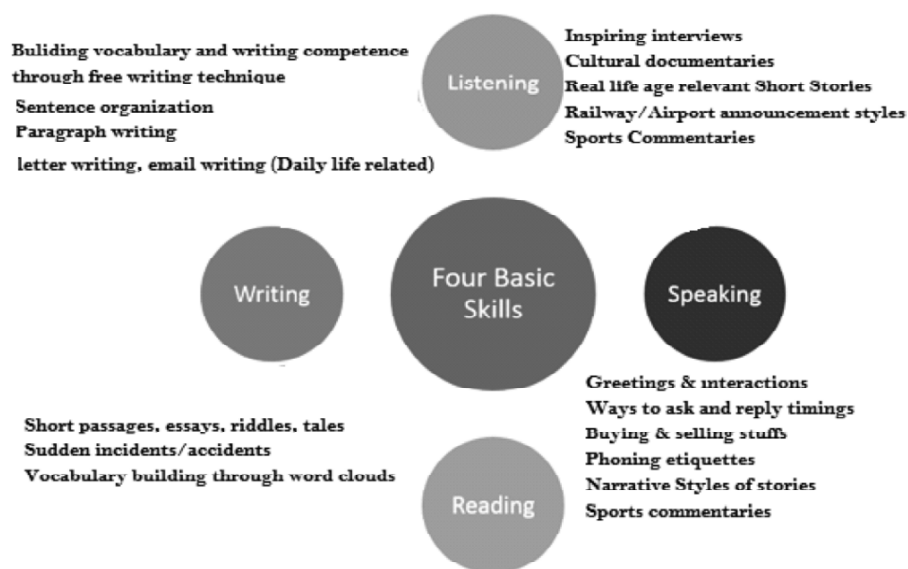 Buliding vocabulary and writing competence
through free writing technique
Sentence organization
Paragraph writing
letter writing, email writing (Daily life related)
Listening
Inspiring interviews
Cultural documentaries
Real life age relevant Short Stories
Railway/Airport announcement styles
Sports Commentaries
Writing
Four Basic
Skills
Speaking
Short passages, essays, riddles, tales
Sudden incidents/accidents
Vocabulary building through word clouds
Reading
Greetings & interactions
Ways to ask and reply timings
Buying & selling stuffs
Phoning etiquettes
Narrative Styles of stories
Sports commentaries